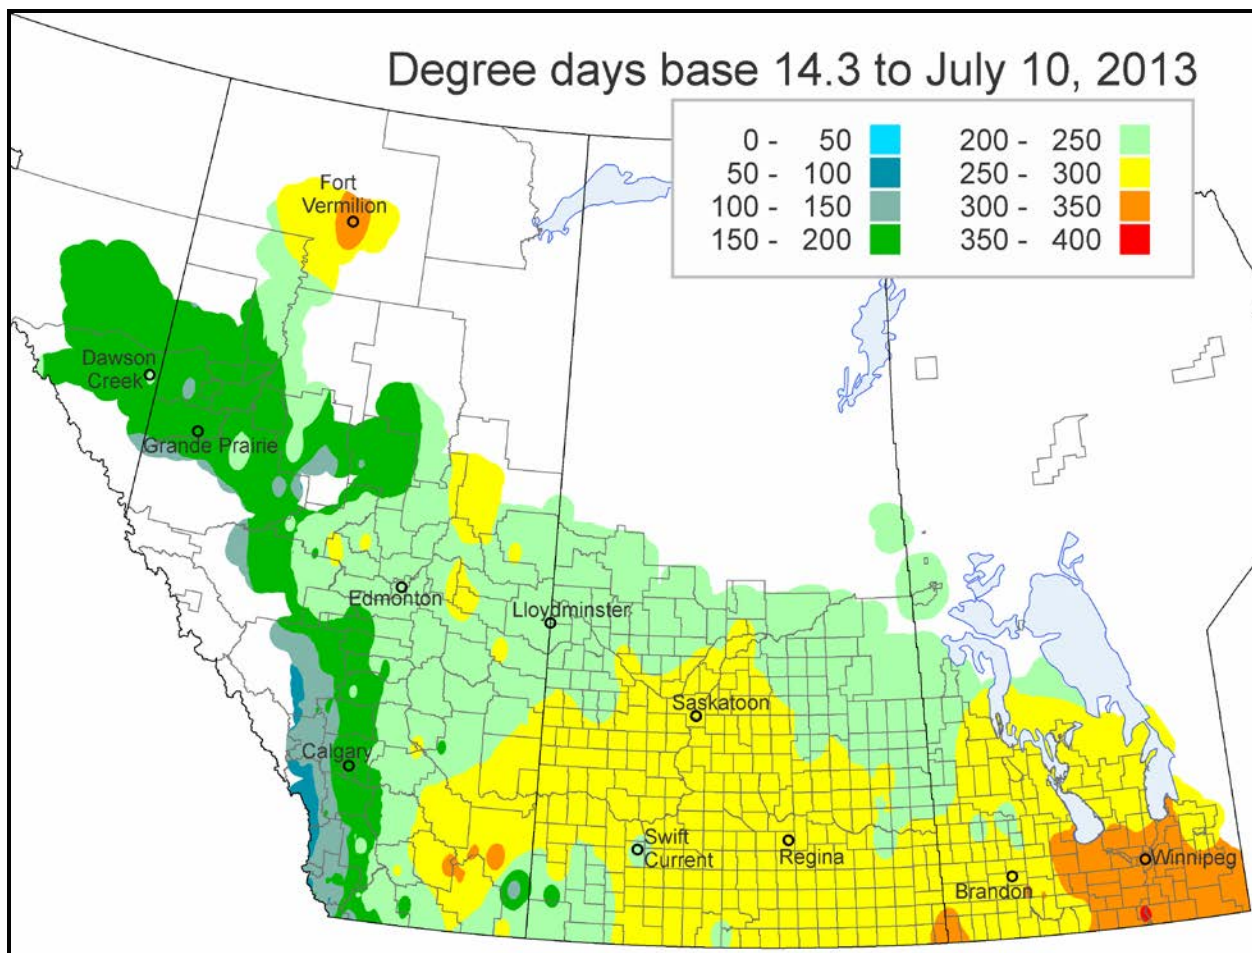 Degree days base 14.3 to July 10, 2013
0 - 50
50 - 100
100 - 150
150 - 200
200 - 250
250 - 300
300 - 350
350 - 400
Fort
Vermilion
Dawson
Creek
Grande Prairie
Edmonton
Lloydminster
Saskatoon
Calgary
Swift
Current
Regina
Brandon
Winnipeg